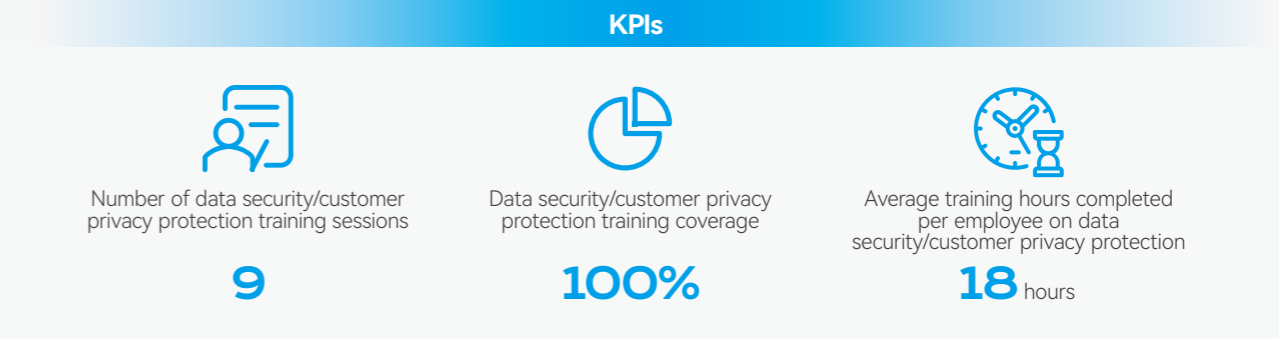 KPIs
Number of data security/customer
privacy protection training sessions
9
Data security/customer privacy
protection training coverage
100%
Average training hours completed
per employee on data
security/customer privacy protection
18 hours